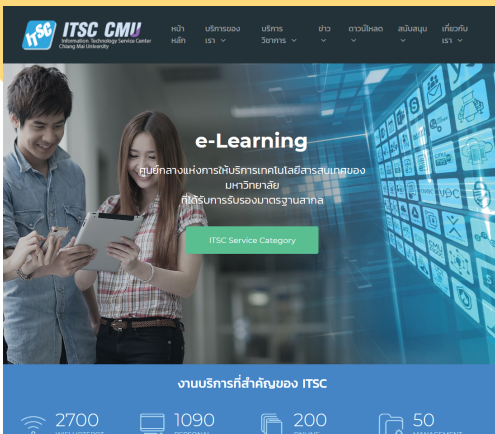 ITSC
ITSC CMU
Information Technology Service Center
Chiang Mai University
หน้า
หลัก
บริการของ
เรา
บริการ
วิชาการ
ข่าว
ดาวน์โหลด
สนับสนุน
เกี่ยวกับ
เรา
e-Learning
ศูนย์กลางแห่งการให้บริการเทคโนโลยีสารสนเทศของ
มหาวิทยาลัย
ที่ได้รับการรับรองมาตรฐานสากล
ITSC Service Category
งานบริการที่สำคัญของ ITSC
2700
1090
200
50